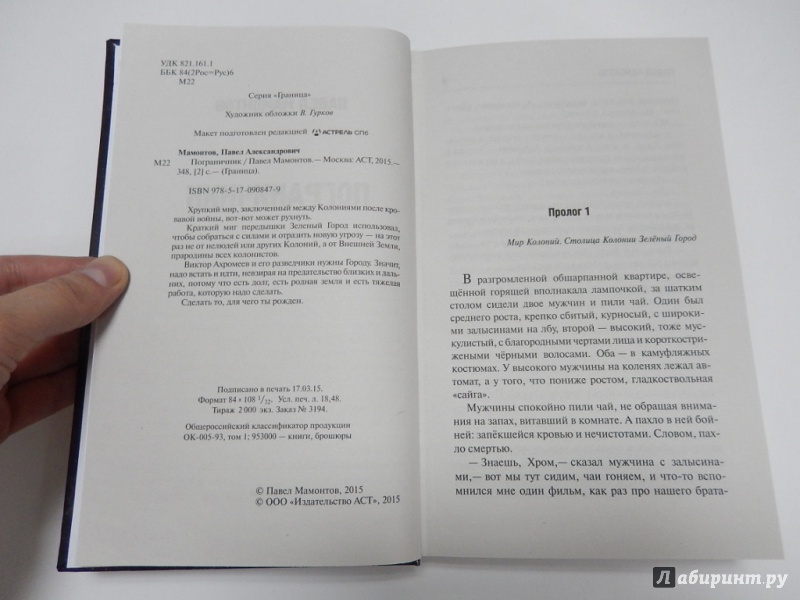 УДК 821.161.1
ББК 84(2Рос=Рус)6
М22
Серия «Граница»
Художник обложки В. Гурков
Макет подготовлен редакцией АСТРЕЛЬ СПб
Мамонтов, Павел Александрович
М22 Пограничник / Павел Мамонтов.— Москва: АСТ, 2015.—
348, [2] с.— (Граница).
ISBN 978-5-17-090847-9
Хрупкий мир, заключенный между Колониями после кро-
вавой войны, вот-вот может рухнуть.
Краткий миг передышки Зеленый Город использовал,
чтобы собраться с силами и отразить новую угрозу — на этот
раз не от нелюдей или других Колоний, а от Внешней Земли,
прародины всех колонистов.
Виктор Ахромеев и его разведчики нужны Городу. Значит,
надо встать и идти, невзирая на предательство близких и даль-
них, потому что есть долг, есть родная земля и есть тяжелая
работа, которую надо сделать.
Сделать то, для чего ты рожден.
Подписано в печать 17.03.15.
Формат 84 × 108 1/32. Усл. печ. л. 18,48.
Тираж 2 000 экз. Заказ № 3194.
Общероссийский классификатор продукции
ОК-005-93, том 1; 953000 — книги, брошюры
© Павел Мамонтов, 2015
© ООО «Издательство АСТ», 2015
Пролог 1
Мир Колоний. Столица Колонии Зелёный Город
В разгромленной обшарпанной квартире, осве-
щённой горящей вполнакала лампочкой, за шатким
столом сидели двое мужчин и пили чай. Один был
среднего роста, крепко сбитый, курносый, с широки-
ми залысинами на лбу, второй — высокий, тоже мус-
кулистый, с благородными чертами лица и короткостри-
жеными чёрными волосами. Оба — в камуфляжных
костюмах. У высокого мужчины на коленях лежал ав-
томат, а у того, что пониже ростом, гладкоствольная
«сайга».
Мужчины спокойно пили чай, не обращая внима-
ния на запах, витавший в комнате. А пахло в ней бой-
ней: запёкшейся кровью и нечистотами. Словом, пах-
ло смертью.
— Знаешь, Хром,— сказал мужчина с залысина-
ми,— вот мы тут сидим, чаи гоняем, и что-то вспо-
мнился мне один фильм, как раз про нашего брата-
Лабиринт.ру